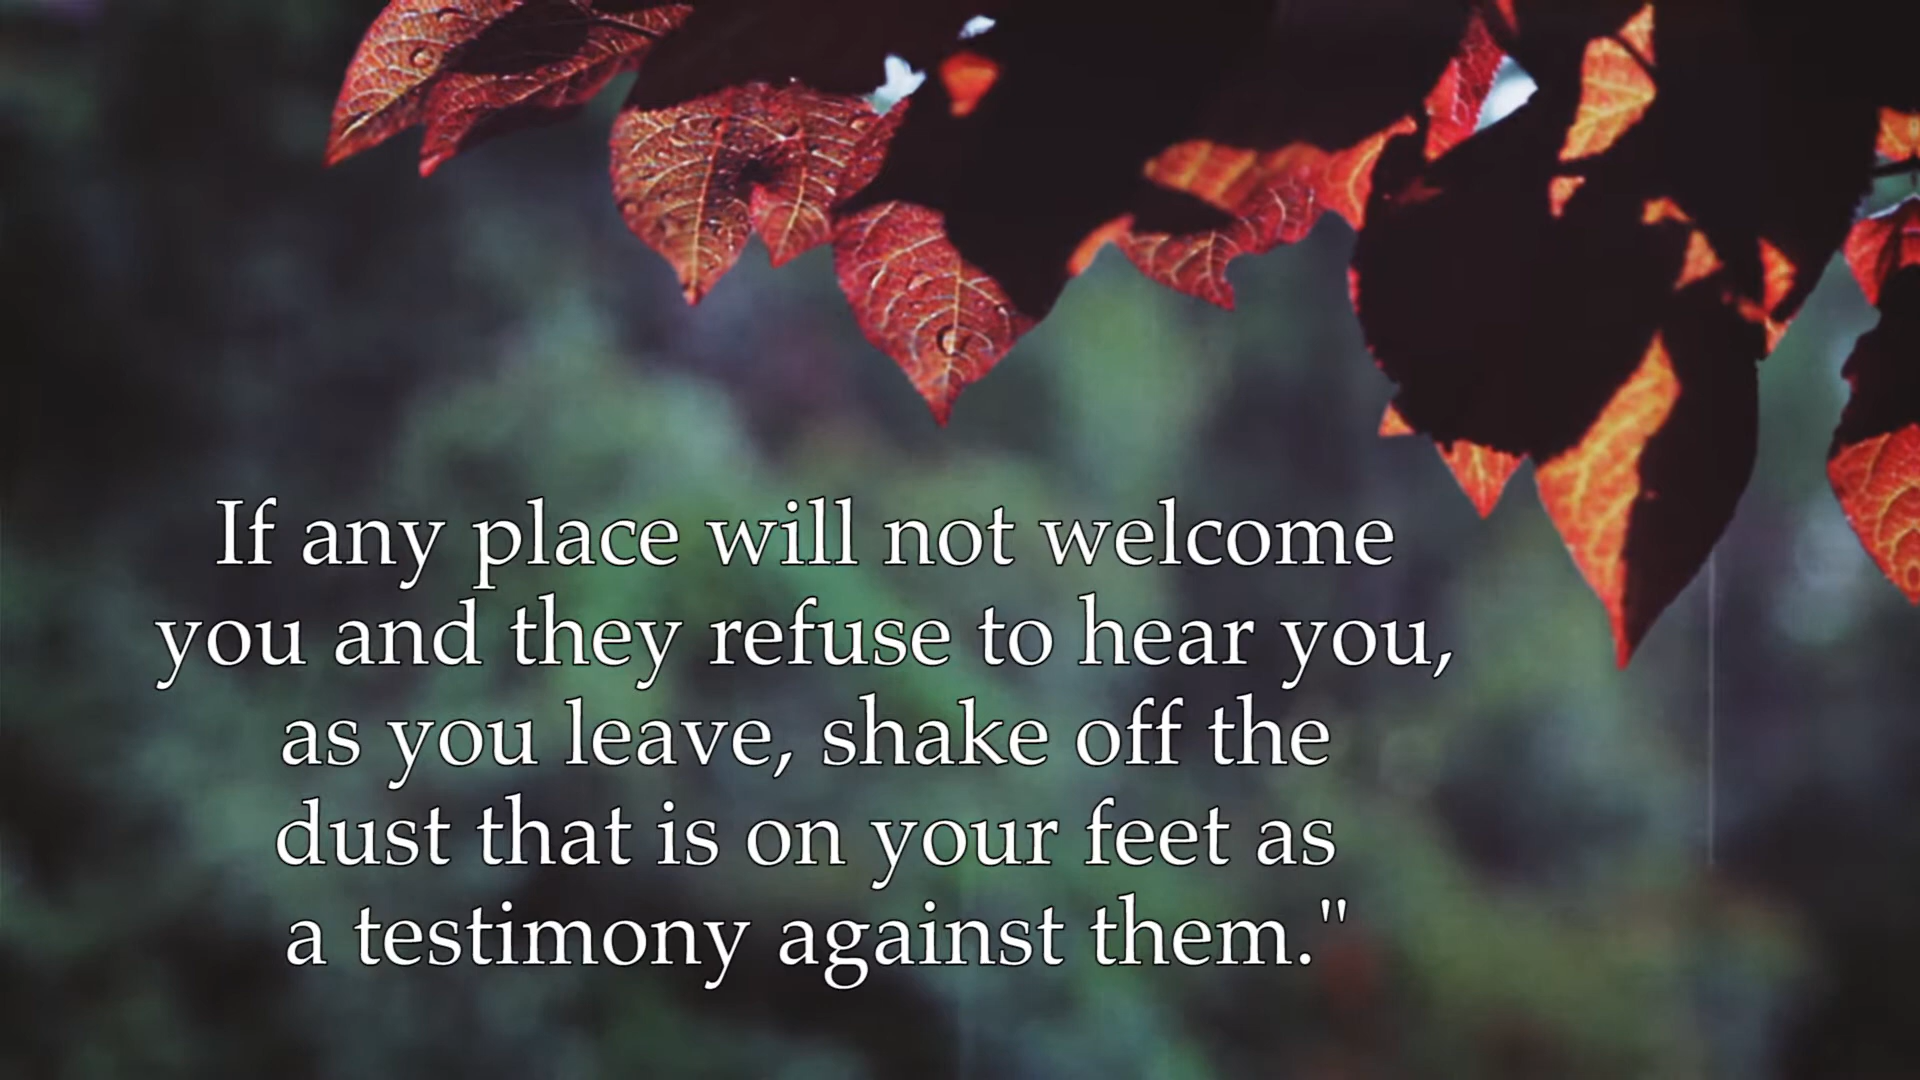 If any place will not welcome
you and they refuse to hear you,
as you leave, shake off the
dust that is on your feet as
a testimony against them."